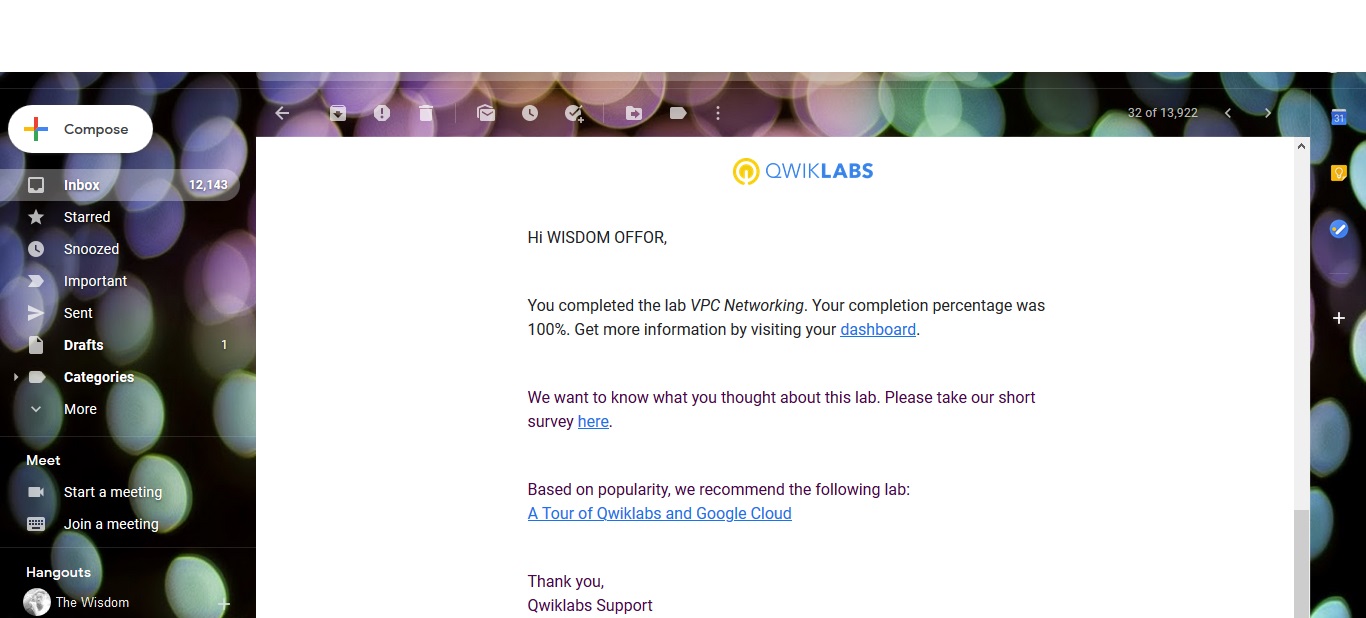 Compose
32 of 13,922
31
Inbox 12,143
Starred
Snoozed
Important
Sent
Drafts 1
Categories
More
Meet
Start a meeting
Join a meeting
Hangouts
The Wisdom
QWIKLABS
Hi WISDOM OFFOR,
You completed the lab VPC Networking. Your completion percentage was
100%. Get more information by visiting your dashboard.
We want to know what you thought about this lab. Please take our short
survey here.
Based on popularity, we recommend the following lab:
A Tour of Qwiklabs and Google Cloud
Thank you,
Qwiklabs Support